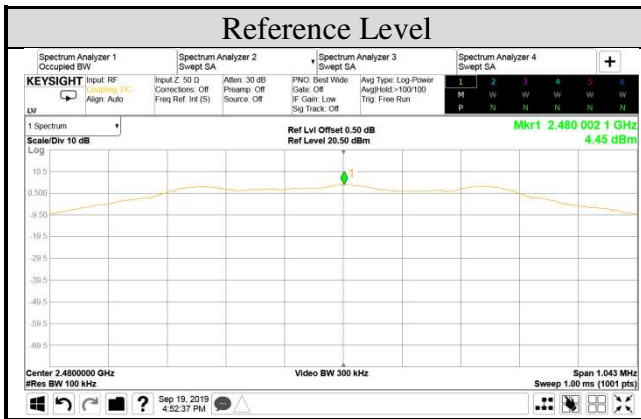 Reference Level
Spectrum Analyzer 1
Occupied BW
Spectrum Analyzer 2
Swept SA
Spectrum Analyzer 3
Swept SA
Spectrum Analyzer 4
Swept SA
+
KEYSIGHT
Input: RF
Coupling: DC
Align: Auto
Input Z: 50 Ω
Corrections: Off
Freq Ref: Int (S)
Atten: 30 dB
Preamp: Off
Source: Off
PNO: Best Wide
Gate: Off
IF Gain: Low
Sig Track: Off
Avg Type: Log-Power
Avg|Hold:>100/100
Trig: Free Run
1 2 3 4 5 6
M W W W W W
P N N N N N
LXI
1 Spectrum
Scale/Div 10 dB
Log
Ref Lvl Offset 0.50 dB
Ref Level 20.50 dBm
Mkr1 2.480 002 1 GHz
4.45 dBm
1
10.5
0.500
-9.50
-19.5
-29.5
-39.5
-49.5
-59.5
-69.5
Center 2.4800000 GHz
#Res BW 100 kHz
Video BW 300 kHz
Span 1.043 MHz
Sweep 1.00 ms (1001 pts)
?
Sep 19, 2019
4:52:37 PM